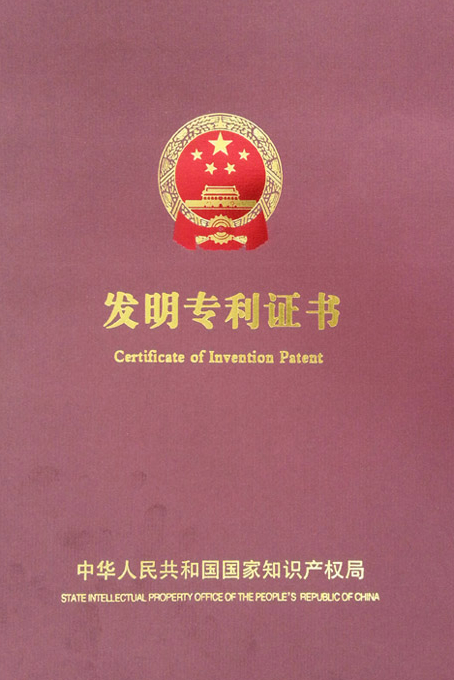 发明专利证书
Certificate of Invention Patent
中华人民共和国国家知识产权局
STATE INTELLECTUAL PROPERTY OFFICE OF THE PEOPLE'S REPUBLIC OF CHINA